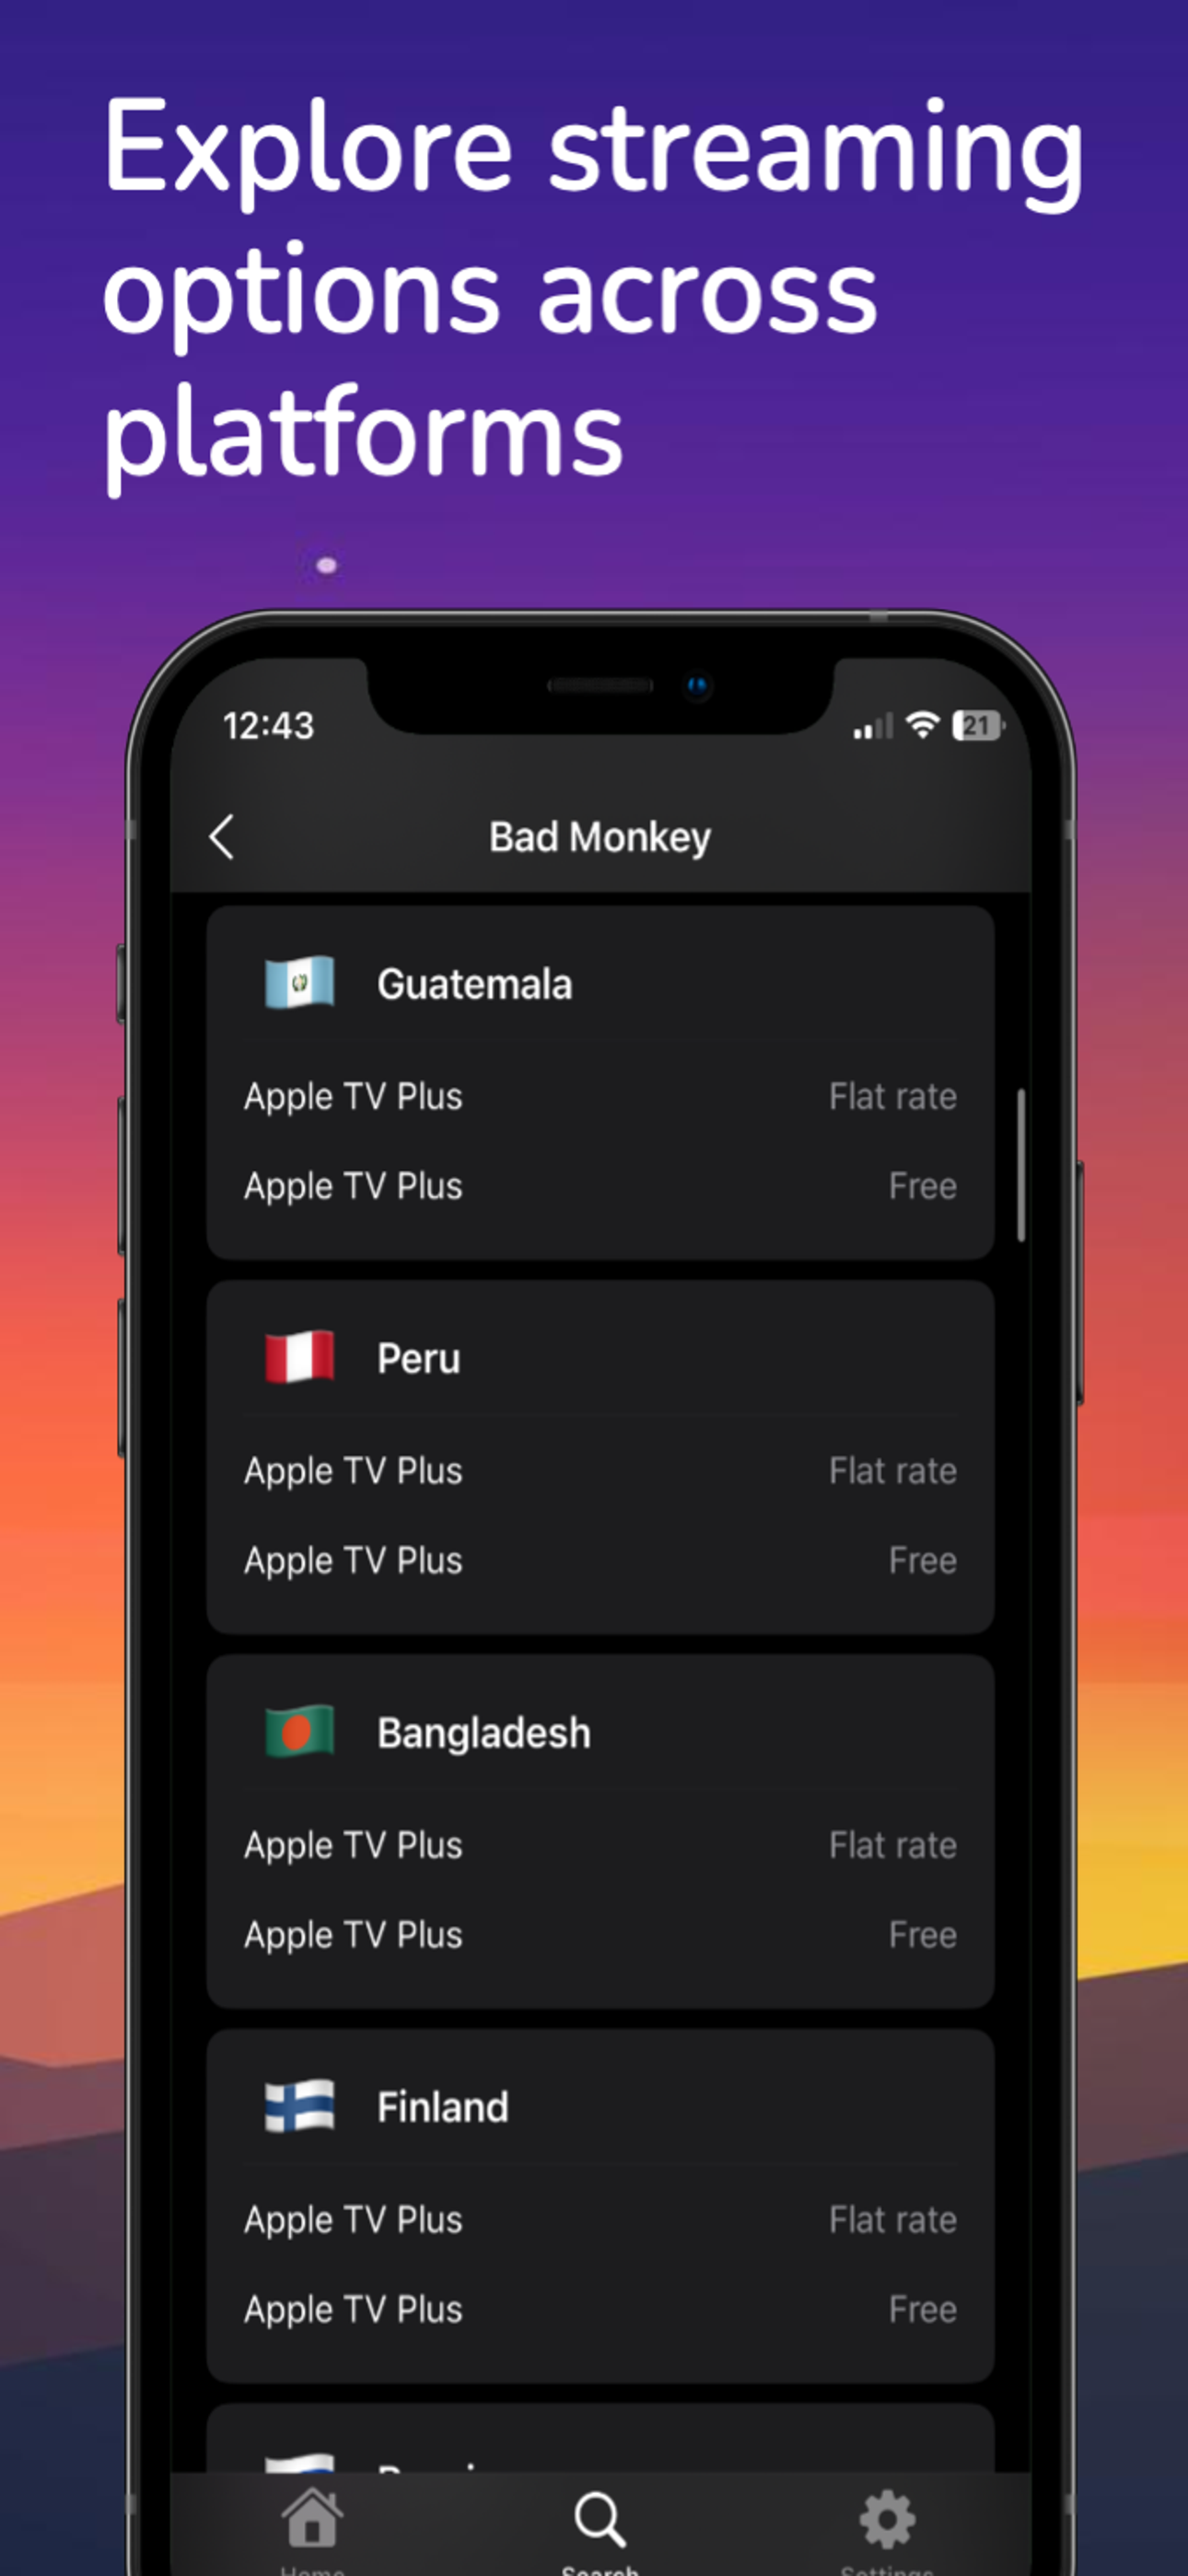 Explore streaming
options across
platforms
12:43
21
Bad Monkey
Guatemala
Apple TV Plus Flat rate
Apple TV Plus Free
Peru
Apple TV Plus Flat rate
Apple TV Plus Free
Bangladesh
Apple TV Plus Flat rate
Apple TV Plus Free
Finland
Apple TV Plus Flat rate
Apple TV Plus Free
Home Search Settings